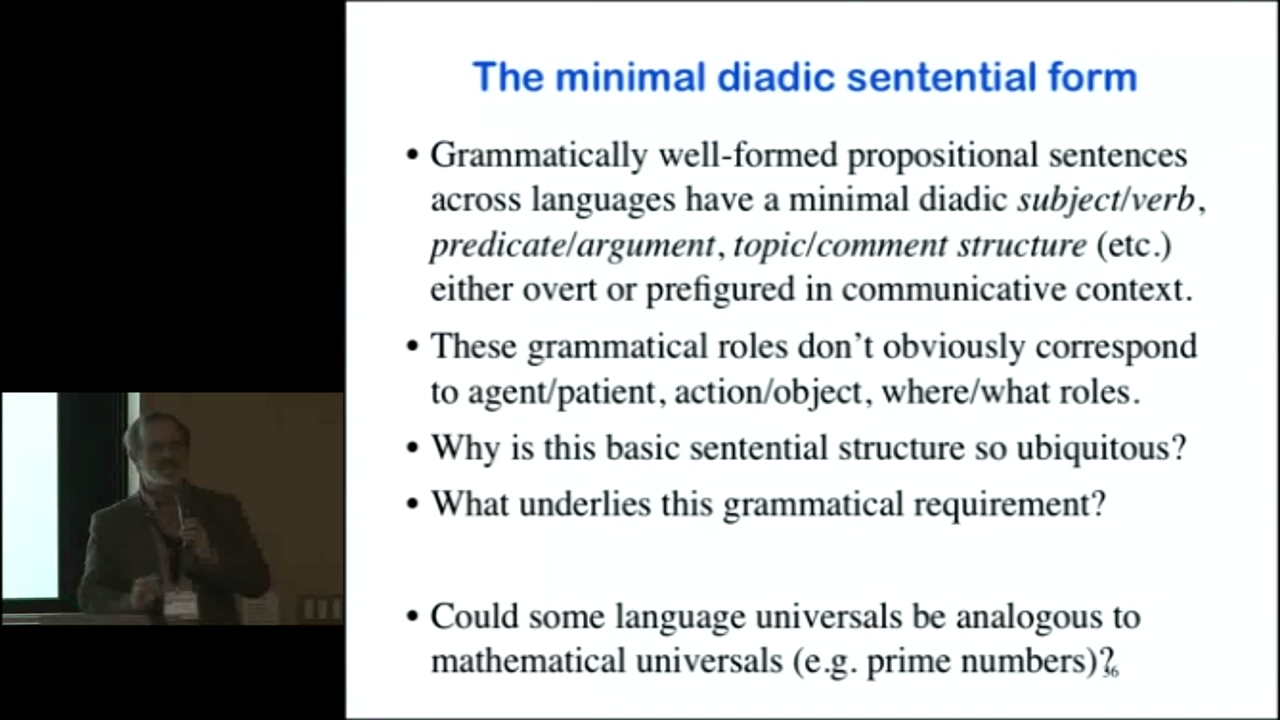 The minimal diadic sentential form
• Grammatically well-formed propositional sentences
across languages have a minimal diadic subject/verb,
predicate/argument, topic/comment structure (etc.)
either overt or prefigured in communicative context.
• These grammatical roles don’t obviously correspond
to agent/patient, action/object, where/what roles.
• Why is this basic sentential structure so ubiquitous?
• What underlies this grammatical requirement?
• Could some language universals be analogous to
mathematical universals (e.g. prime numbers)?
36